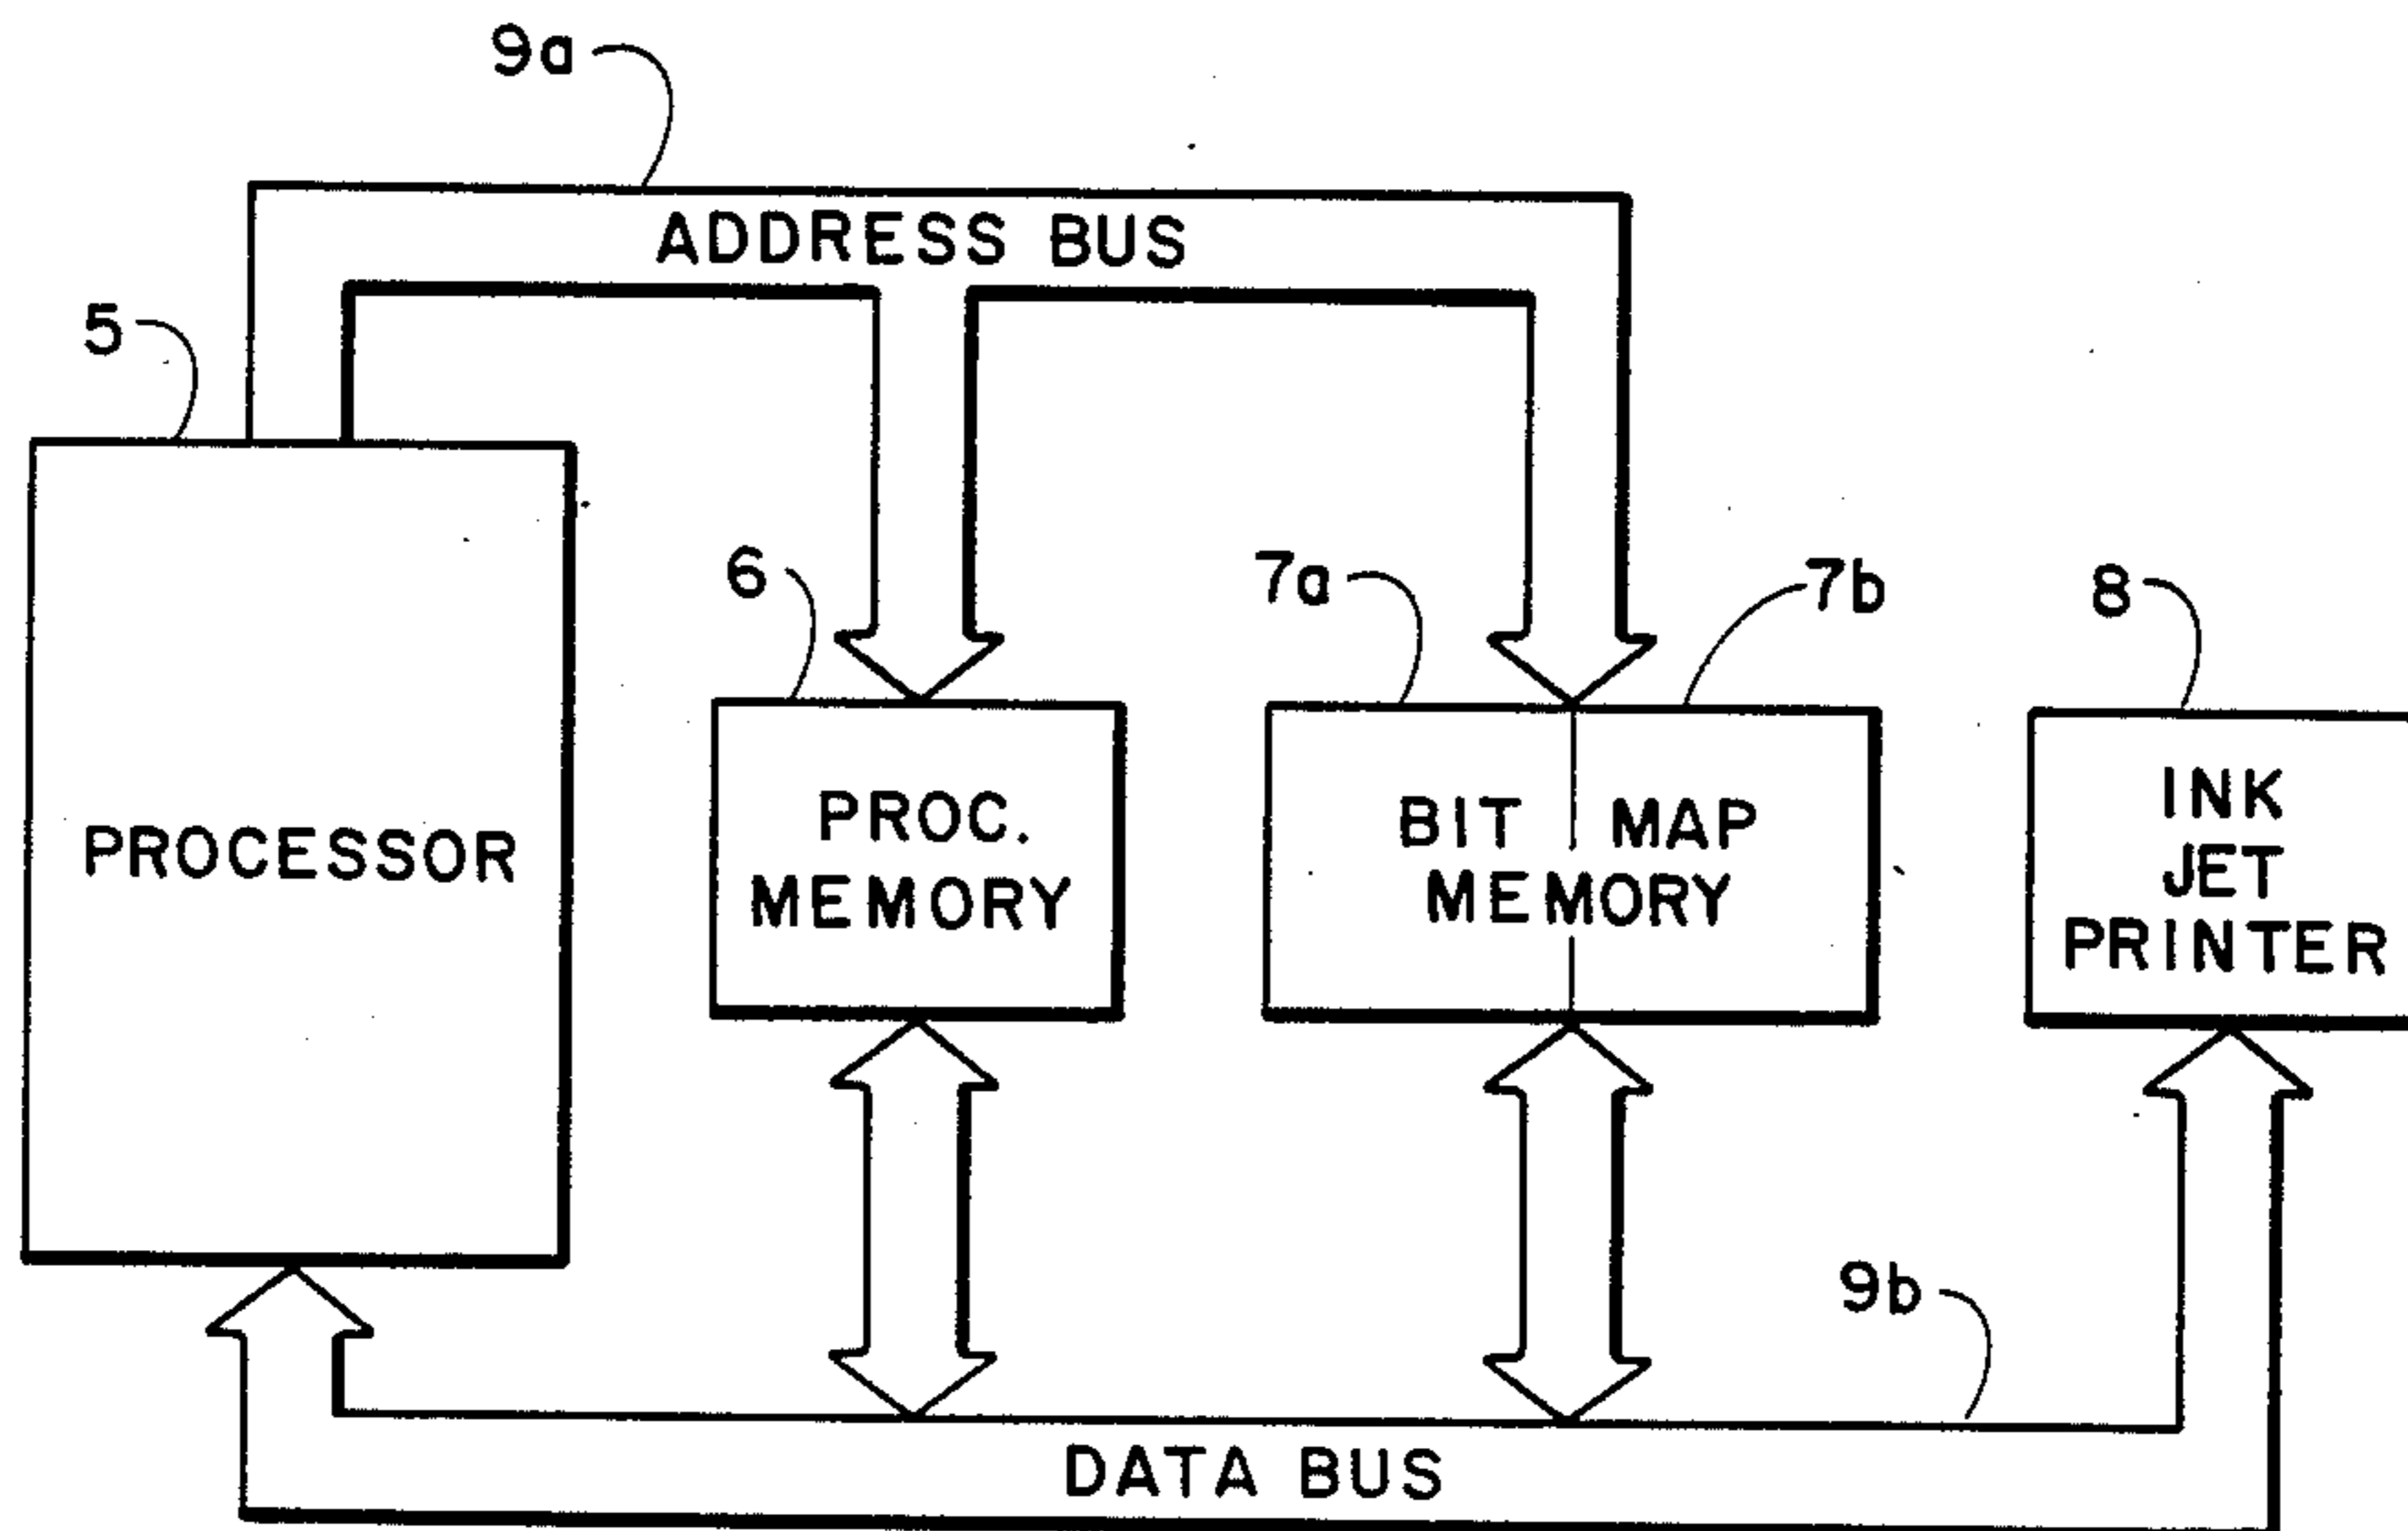 9a
ADDRESS BUS
5
6
7a
7b
8
PROCESSOR
PROC.
MEMORY
BIT MAP
MEMORY
INK
JET
PRINTER
9b
DATA BUS